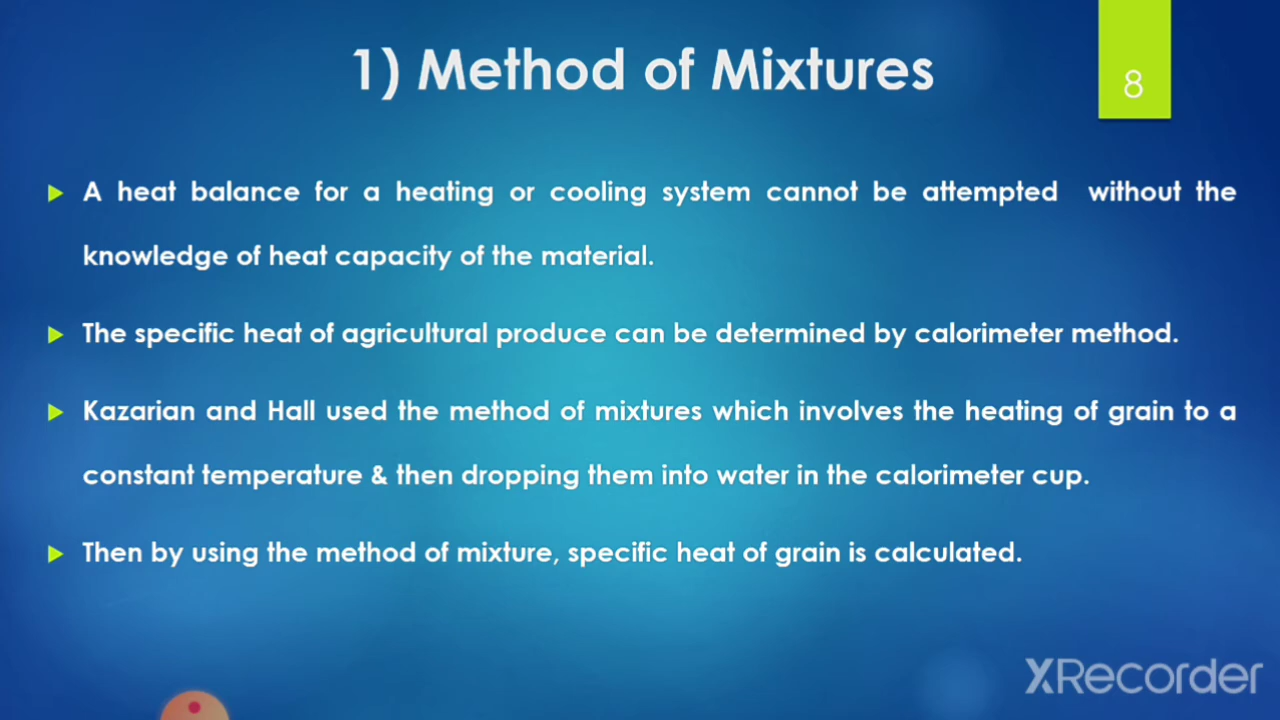 1) Method of Mixtures
8
A heat balance for a heating or cooling system cannot be attempted without the
knowledge of heat capacity of the material.
The specific heat of agricultural produce can be determined by calorimeter method.
Kazarian and Hall used the method of mixtures which involves the heating of grain to a
constant temperature & then dropping them into water in the calorimeter cup.
Then by using the method of mixture, specific heat of grain is calculated.
XRecorder